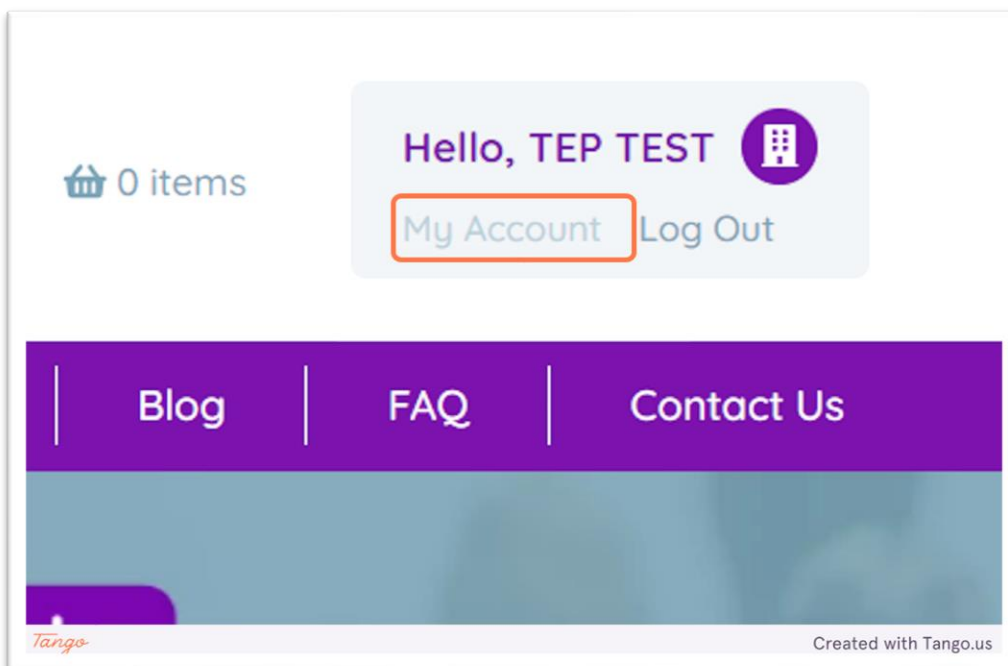 Hello, TEP TEST
0 items
My Account Log Out
Blog FAQ Contact Us
Tango Created with Tango.us